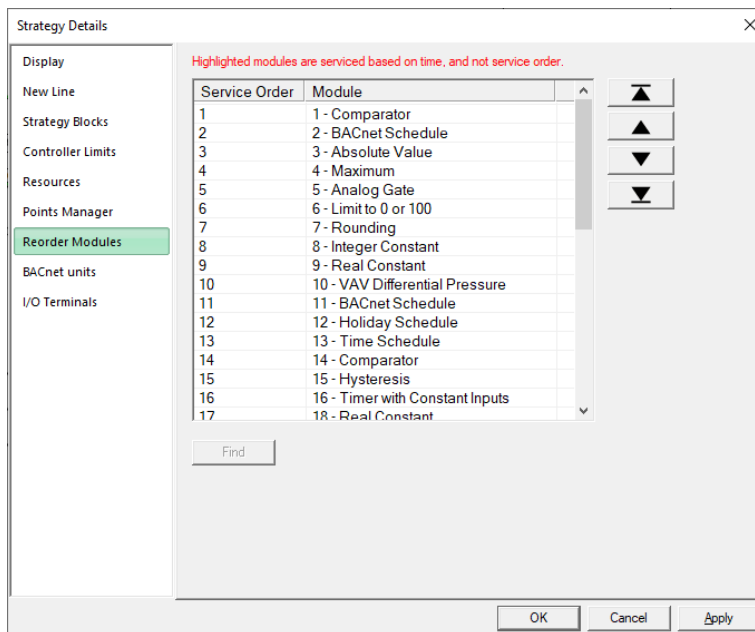 Strategy Details
Display
New Line
Strategy Blocks
Controller Limits
Resources
Points Manager
Reorder Modules
BACnet units
I/O Terminals
Highlighted modules are serviced based on time, and not service order.
Service Order Module
1 1 - Comparator
2 2 - BACnet Schedule
3 3 - Absolute Value
4 4 - Maximum
5 5 - Analog Gate
6 6 - Limit to 0 or 100
7 7 - Rounding
8 8 - Integer Constant
9 9 - Real Constant
10 10 - VAV Differential Pressure
11 11 - BACnet Schedule
12 12 - Holiday Schedule
13 13 - Time Schedule
14 14 - Comparator
15 15 - Hysteresis
16 16 - Timer with Constant Inputs
17 18 - Real Constant
Find
OK Cancel Apply